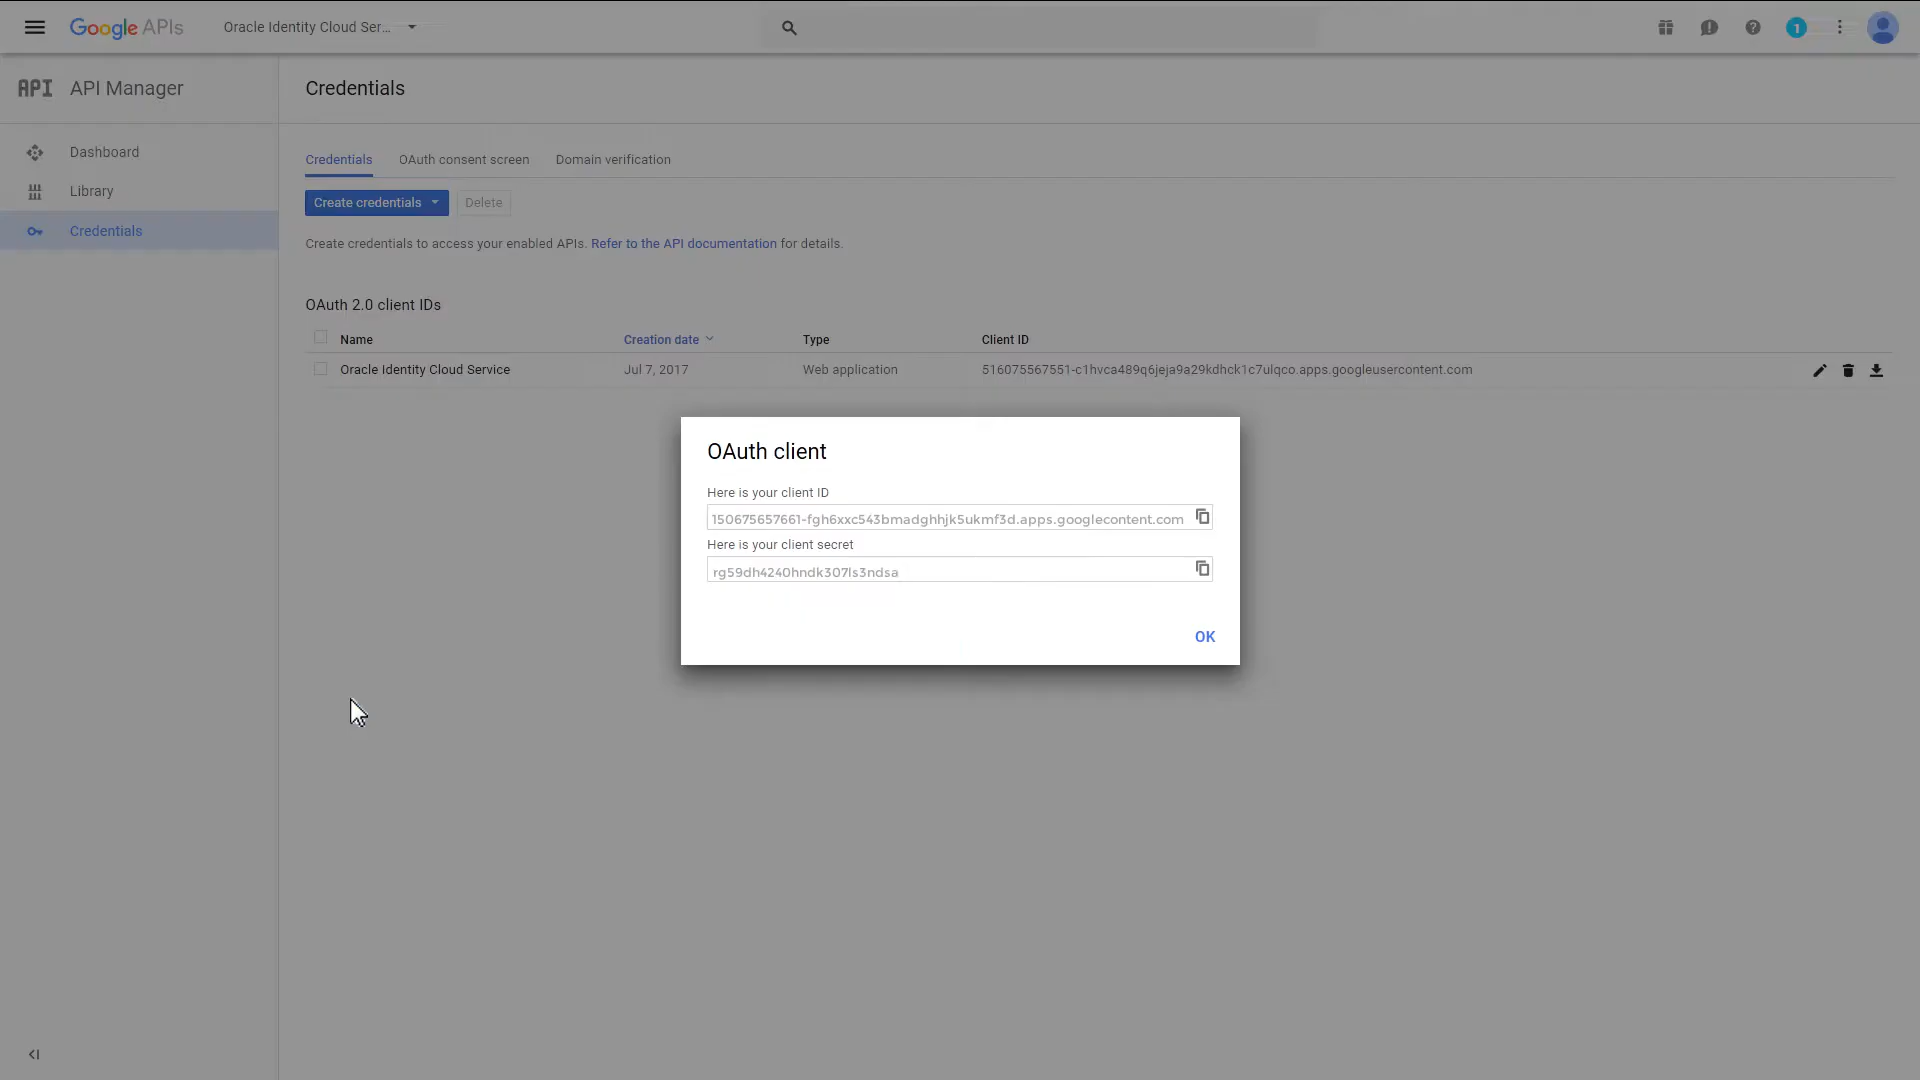 Google APIs
Oracle Identity Cloud Ser...
1
API
API Manager
Credentials
Dashboard
Library
Credentials
Credentials
OAuth consent screen
Domain verification
Create credentials
Delete
Create credentials to access your enabled APIs. Refer to the API documentation for details.
OAuth 2.0 client IDs
Name
Creation date
Type
Client ID
Oracle Identity Cloud Service
Jul 7, 2017
Web application
516075567551-c1hvca489q6jeja9a29kdhck1c7ulqco.apps.googleusercontent.com
OAuth client
Here is your client ID
150675657661-fgh6xxc543bmadghhjk5ukmf3d.apps.googlecontent.com
Here is your client secret
rg59dh4240hndk307ls3ndsa
OK